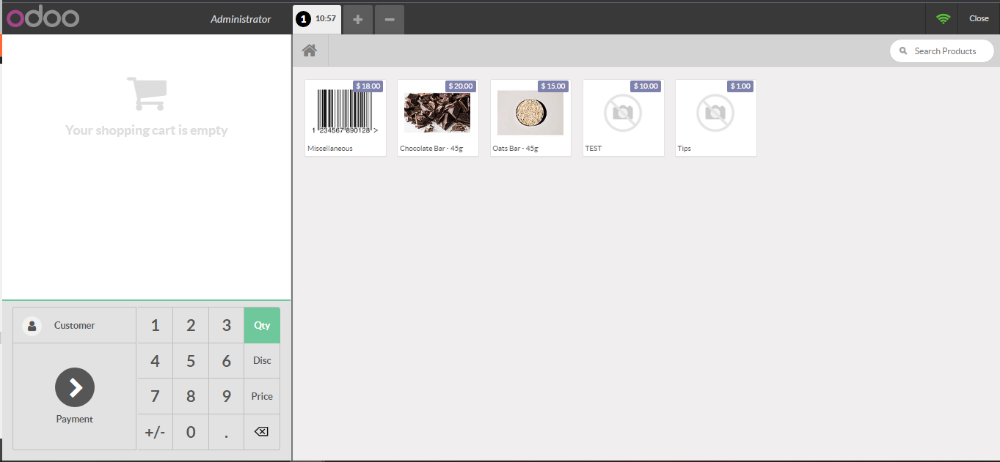 odoo
Administrator
1 10:57
+
−
Close
Search Products
Your shopping cart is empty
$ 18.00
1 234567 890128 >
Miscellaneous
$ 20.00
Chocolate Bar - 45g
$ 15.00
Oats Bar - 45g
$ 10.00
TEST
$ 1.00
Tips
Customer
Payment
1 2 3 Qty
4 5 6 Disc
7 8 9 Price
+/- 0 .